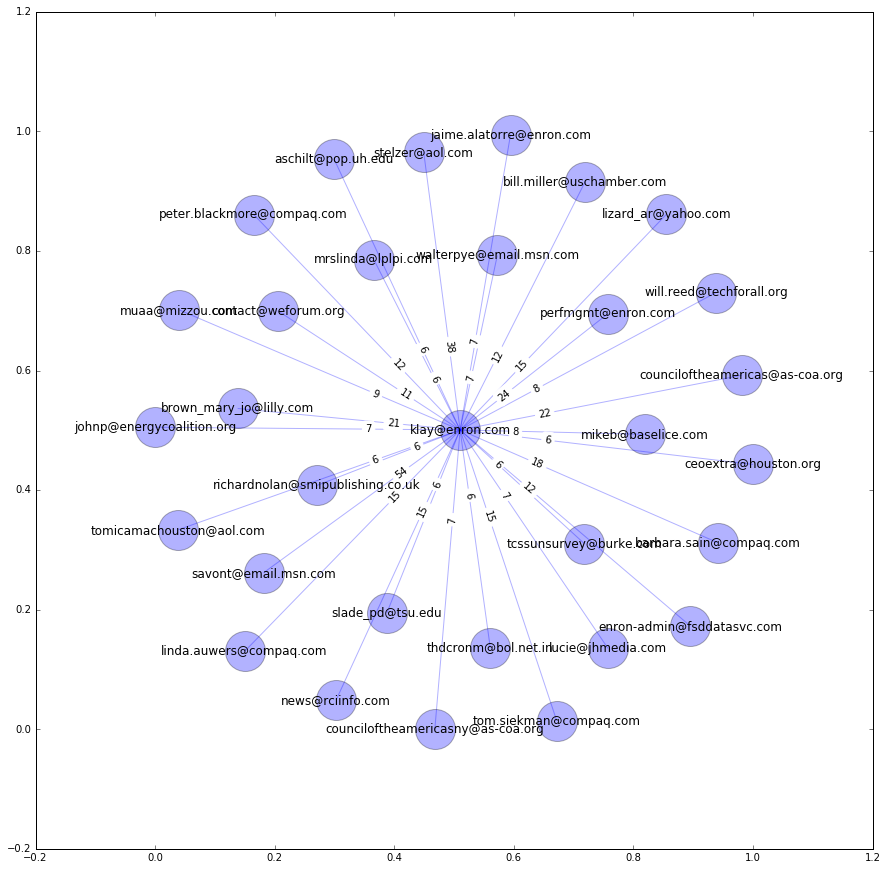 1.2
1.0
0.8
0.6
0.4
0.2
0.0
−0.2
−0.2
0.0
0.2
0.4
0.6
0.8
1.0
1.2
jaime.alatorre@enron.com
stelzer@aol.com
aschilt@pop.uh.edu
bill.miller@uschamber.com
peter.blackmore@compaq.com
lizard_ar@yahoo.com
walterpye@email.msn.com
mrslinda@lplpi.com
will.reed@techforall.org
muaa@mizzou.com
contact@weforum.org
perfmgmt@enron.com
counciloftheamericas@as-coa.org
brown_mary_jo@lilly.com
johnp@energycoalition.org
klay@enron.com
mikeb@baselice.com
ceoextra@houston.org
richardnolan@smipublishing.co.uk
tomicamachouston@aol.com
tcssunsurvey@burke.com
barbara.sain@compaq.com
savont@email.msn.com
slade_pd@tsu.edu
enron-admin@fsddatasvc.com
linda.auwers@compaq.com
thdcronm@bol.net.in
lucie@jhmedia.com
news@rciinfo.com
counciloftheamericasny@as-coa.org
tom.siekman@compaq.com
6
38
7
12
12
6
7
15
9
11
24
8
22
21
7
8
6
6
6
54
15
15
6
7
6
15
7
6
12
18